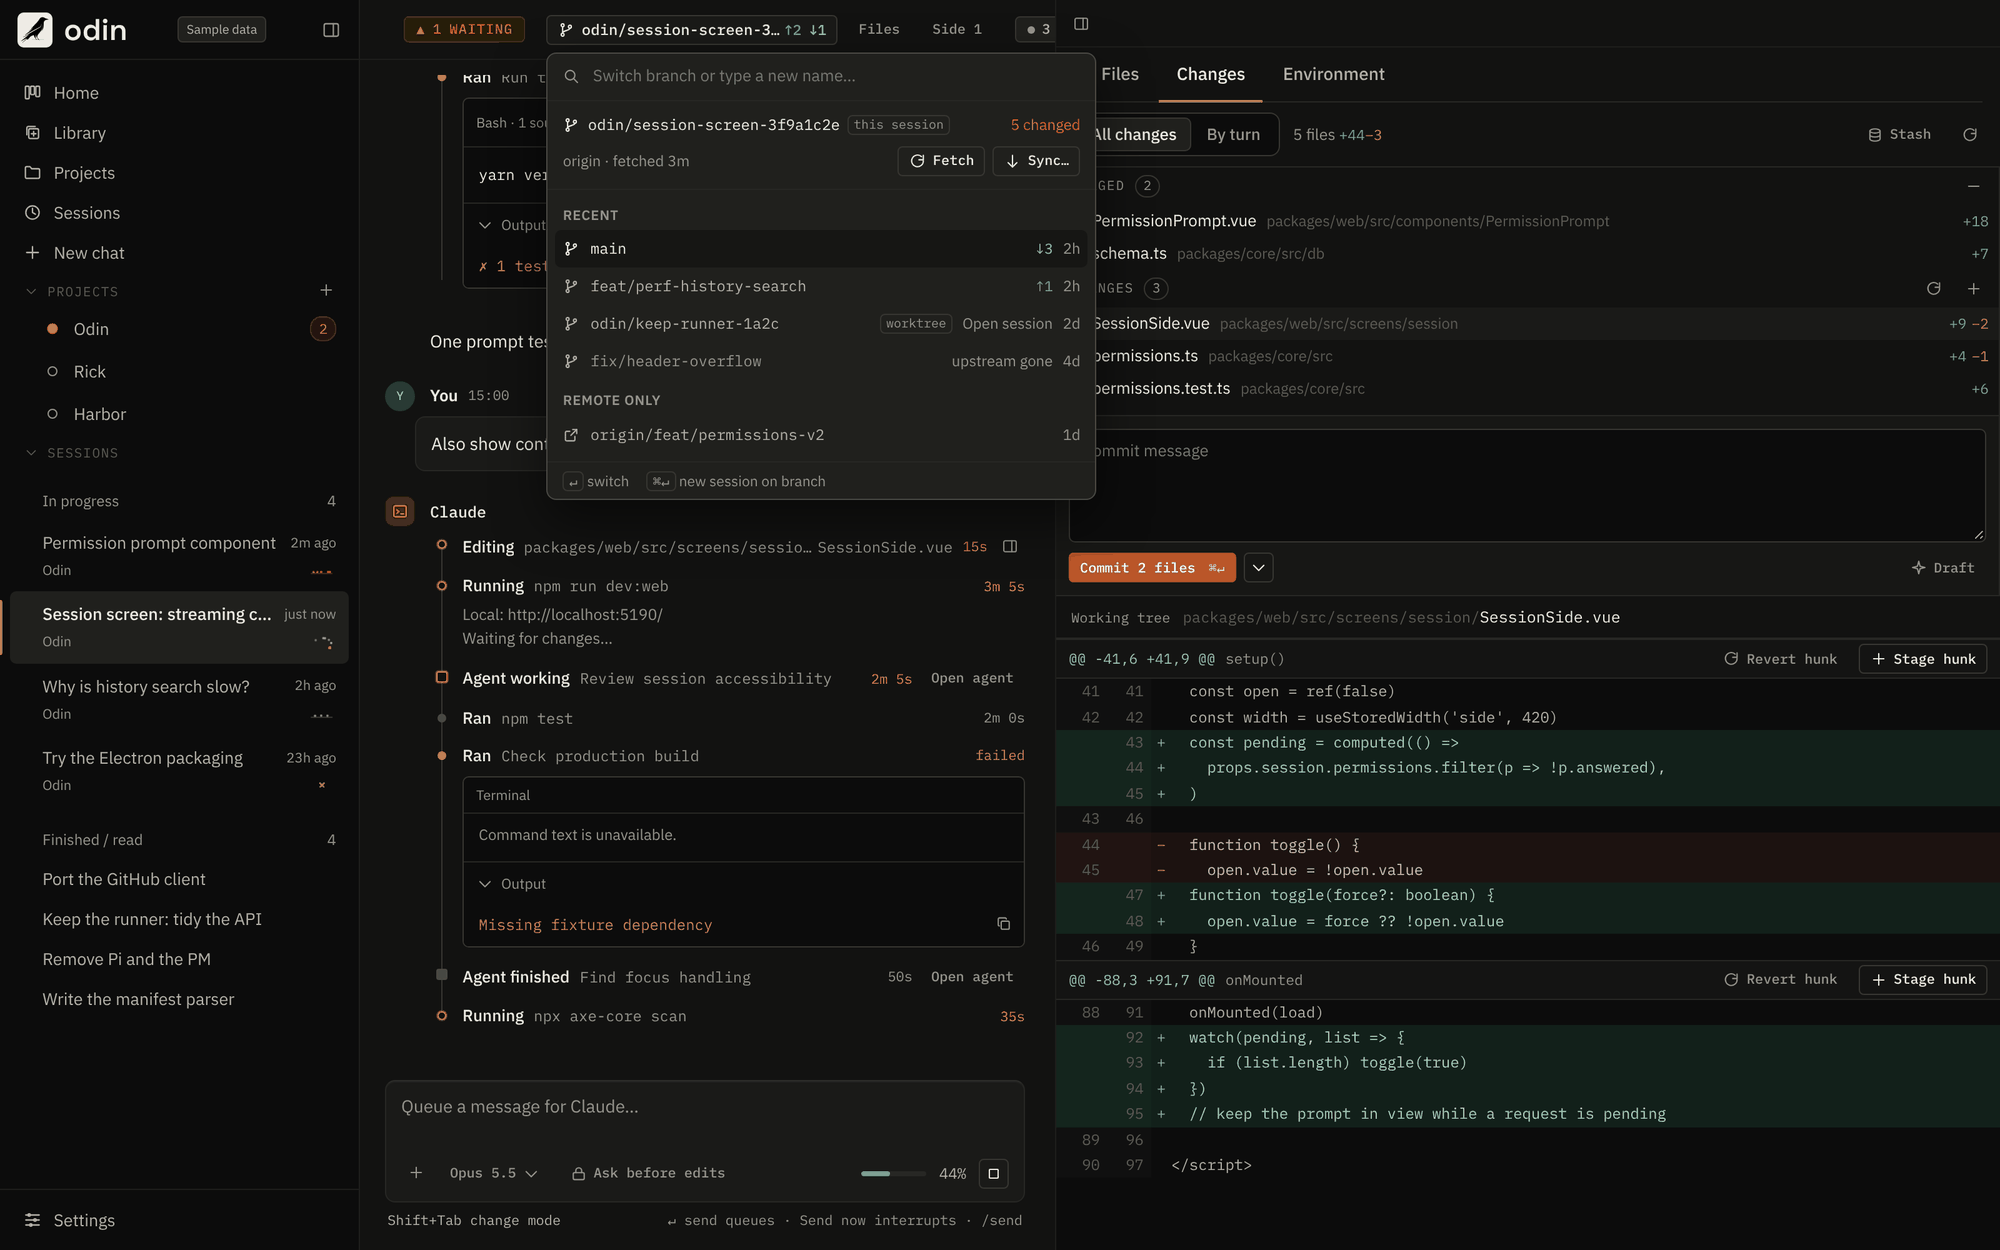 odin
Sample data
Home
Library
Projects
Sessions
New chat
PROJECTS
Odin 2
Rick
Harbor
SESSIONS
In progress 4
Permission prompt component 2m ago
Odin
Session screen: streaming c... just now
Odin
Why is history search slow? 2h ago
Odin
Try the Electron packaging 23h ago
Odin
Finished / read 4
Port the GitHub client
Keep the runner: tidy the API
Remove Pi and the PM
Write the manifest parser
Settings
▲ 1 WAITING
odin/session-screen-3… ↑2 ↓1
Files
Side 1
● 3
Ran Run t
Bash · 1 sou
yarn ver
Output
✗ 1 test
One prompt tes
Y You 15:00
Also show cont
Switch branch or type a new name...
odin/session-screen-3f9a1c2e this session 5 changed
origin · fetched 3m Fetch ↓ Sync…
RECENT
main ↓3 2h
feat/perf-history-search ↑1 2h
odin/keep-runner-1a2c worktree Open session 2d
fix/header-overflow upstream gone 4d
REMOTE ONLY
origin/feat/permissions-v2 1d
↵ switch ⌘↵ new session on branch
Claude
Editing packages/web/src/screens/sessio… SessionSide.vue 15s
Running npm run dev:web 3m 5s
Local: http://localhost:5190/
Waiting for changes...
Agent working Review session accessibility 2m 5s Open agent
Ran npm test 2m 0s
Ran Check production build failed
Terminal
Command text is unavailable.
Output
Missing fixture dependency
Agent finished Find focus handling 50s Open agent
Running npx axe-core scan 35s
Queue a message for Claude...
+ Opus 5.5 Ask before edits 44%
Shift+Tab change mode ↵ send queues · Send now interrupts · /send
Files Changes Environment
All changes By turn 5 files +44−3 Stash
GED 2
PermissionPrompt.vue packages/web/src/components/PermissionPrompt +18
schema.ts packages/core/src/db +7
NGES 3
SessionSide.vue packages/web/src/screens/session +9 −2
permissions.ts packages/core/src +4 −1
permissions.test.ts packages/core/src +6
ommit message
Commit 2 files ⌘↵
Draft
Working tree packages/web/src/screens/session/SessionSide.vue
@@ -41,6 +41,9 @@ setup() Revert hunk + Stage hunk
41 41 const open = ref(false)
42 42 const width = useStoredWidth('side', 420)
43 + const pending = computed(() =>
44 + props.session.permissions.filter(p => !p.answered),
45 + )
43 46
44 − function toggle() {
45 − open.value = !open.value
47 + function toggle(force?: boolean) {
48 + open.value = force ?? !open.value
46 49 }
@@ -88,3 +91,7 @@ onMounted Revert hunk + Stage hunk
88 91 onMounted(load)
92 + watch(pending, list => {
93 + if (list.length) toggle(true)
94 + })
95 + // keep the prompt in view while a request is pending
89 96
90 97 </script>